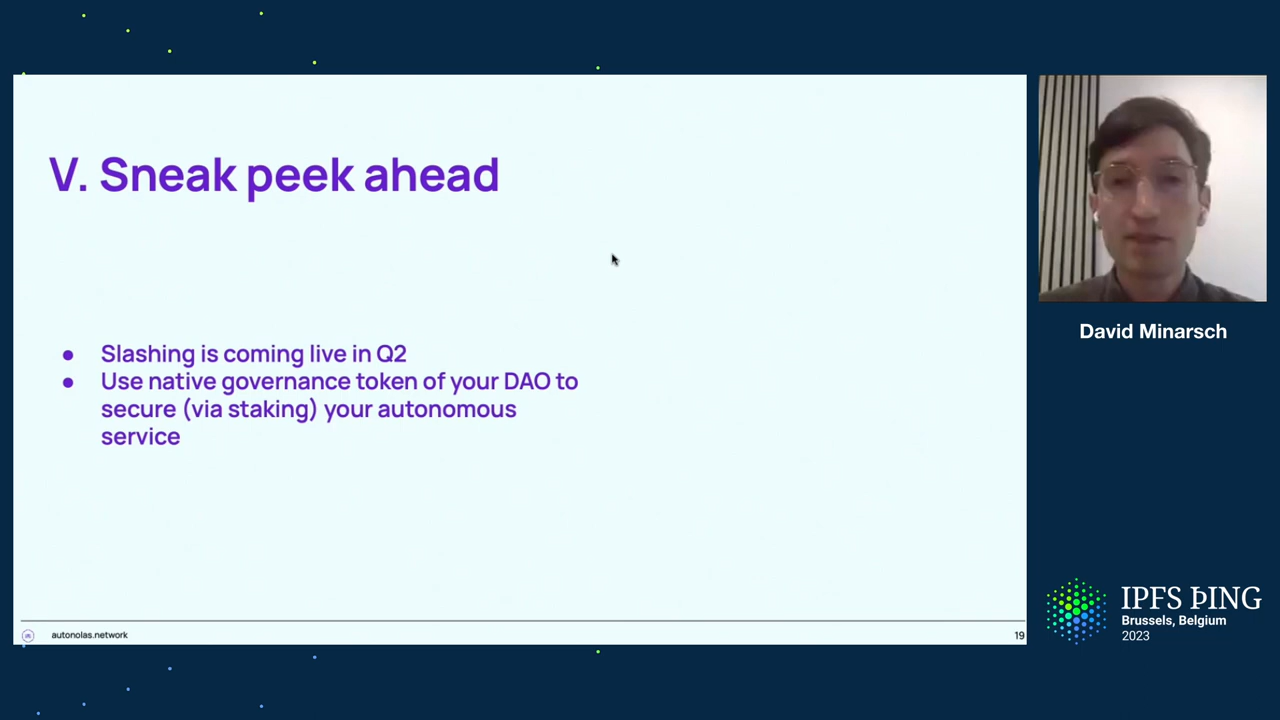 V. Sneak peek ahead
● Slashing is coming live in Q2
● Use native governance token of your DAO to
secure (via staking) your autonomous
service
autonolas.network
19
David Minarsch
IPFS ÞING
Brussels, Belgium
2023